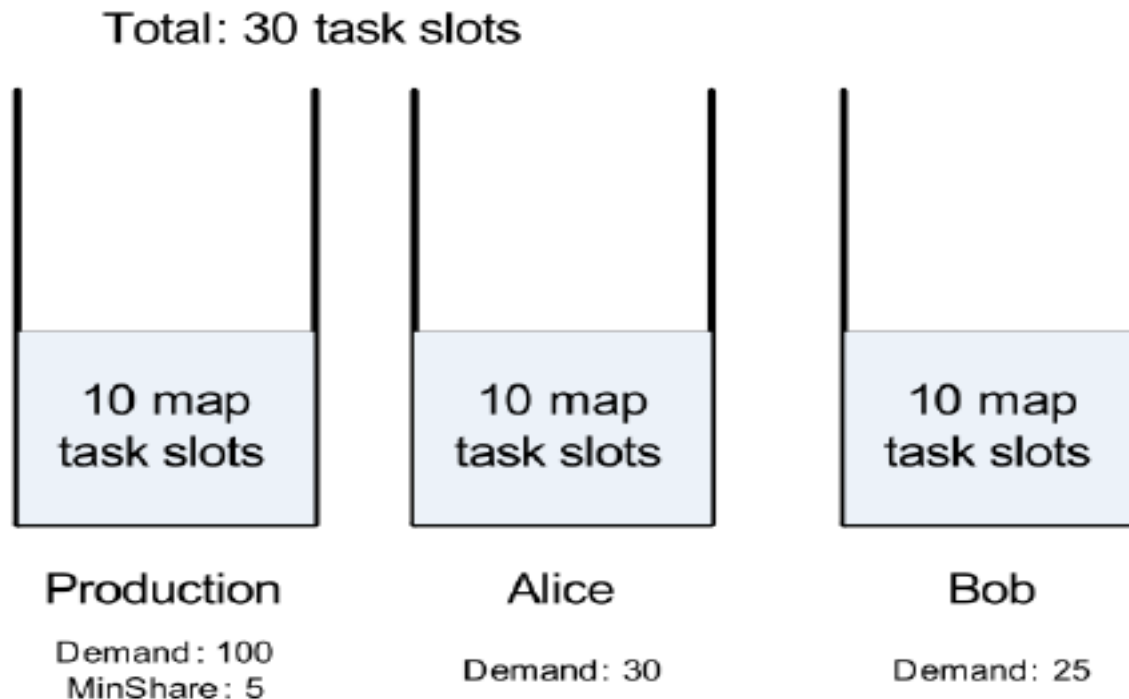 Total: 30 task slots
10 map
task slots
10 map
task slots
10 map
task slots
Production
Alice
Bob
Demand: 100
MinShare: 5
Demand: 30
Demand: 25